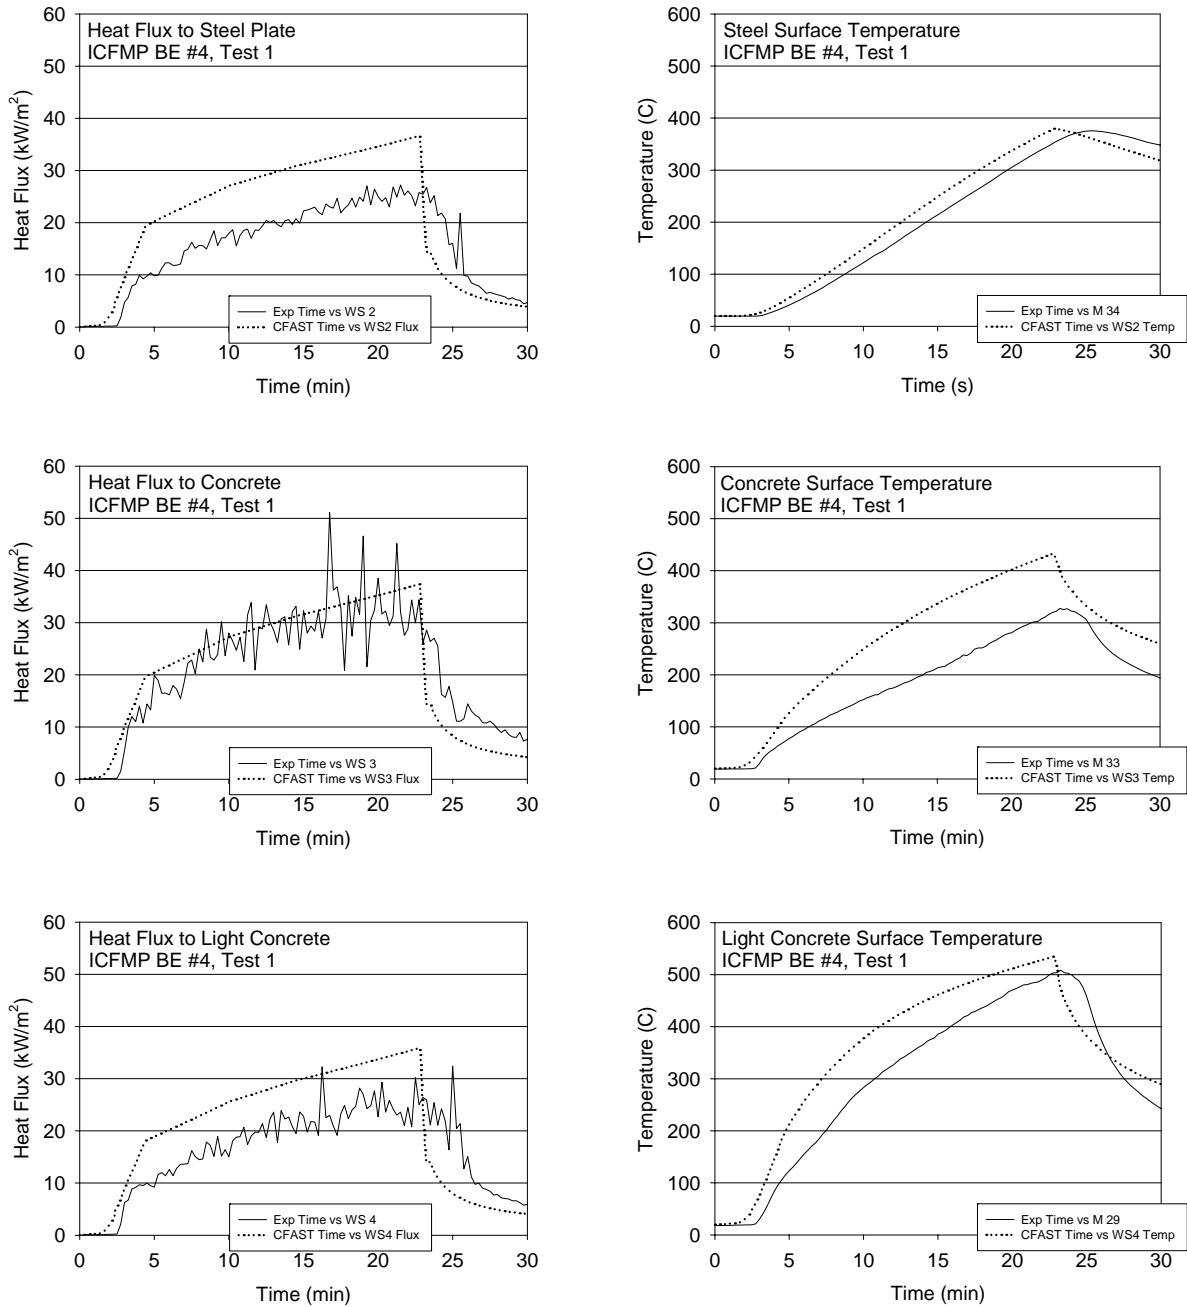 Heat Flux to Steel Plate
ICFMP BE #4, Test 1
60
50
40
30
20
10
0
Heat Flux (kW/m²)
Exp Time vs WS 2
CFAST Time vs WS2 Flux
0 5 10 15 20 25 30
Time (min)
Steel Surface Temperature
ICFMP BE #4, Test 1
600
500
400
300
200
100
0
Temperature (C)
Exp Time vs M 34
CFAST Time vs WS2 Temp
0 5 10 15 20 25 30
Time (s)
Heat Flux to Concrete
ICFMP BE #4, Test 1
60
50
40
30
20
10
0
Heat Flux (kW/m²)
Exp Time vs WS 3
CFAST Time vs WS3 Flux
0 5 10 15 20 25 30
Time (min)
Concrete Surface Temperature
ICFMP BE #4, Test 1
600
500
400
300
200
100
0
Temperature (C)
Exp Time vs M 33
CFAST Time vs WS3 Temp
0 5 10 15 20 25 30
Time (min)
Heat Flux to Light Concrete
ICFMP BE #4, Test 1
60
50
40
30
20
10
0
Heat Flux (kW/m²)
Exp Time vs WS 4
CFAST Time vs WS4 Flux
0 5 10 15 20 25 30
Time (min)
Light Concrete Surface Temperature
ICFMP BE #4, Test 1
600
500
400
300
200
100
0
Temperature (C)
Exp Time vs M 29
CFAST Time vs WS4 Temp
0 5 10 15 20 25 30
Time (min)